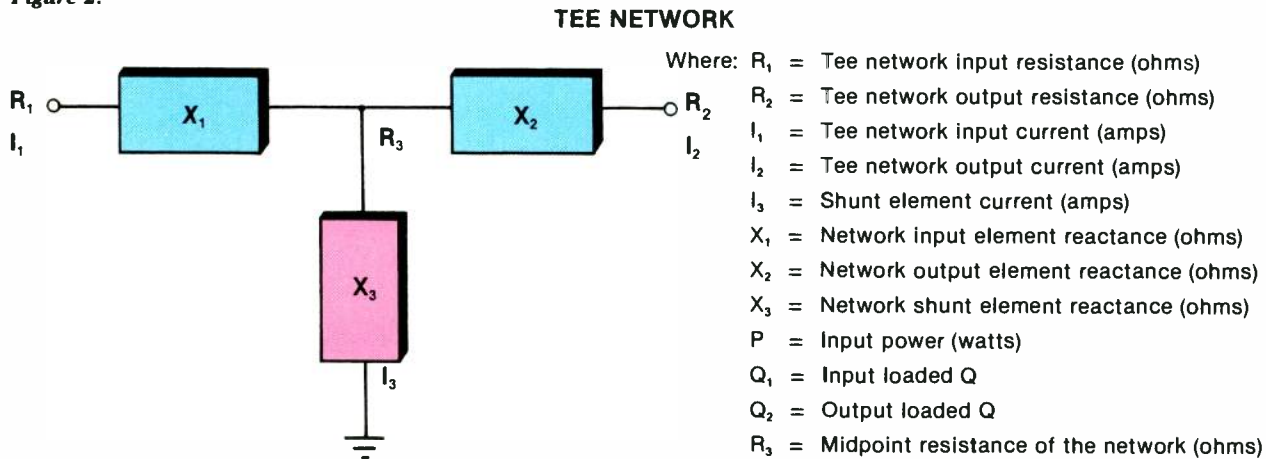 Figure 2.
TEE NETWORK
R₁
X₁
X₂
R₂
I₁
R₃
I₂
X₃
I₃
Where: R₁ = Tee network input resistance (ohms)
R₂ = Tee network output resistance (ohms)
I₁ = Tee network input current (amps)
I₂ = Tee network output current (amps)
I₃ = Shunt element current (amps)
X₁ = Network input element reactance (ohms)
X₂ = Network output element reactance (ohms)
X₃ = Network shunt element reactance (ohms)
P = Input power (watts)
Q₁ = Input loaded Q
Q₂ = Output loaded Q
R₃ = Midpoint resistance of the network (ohms)